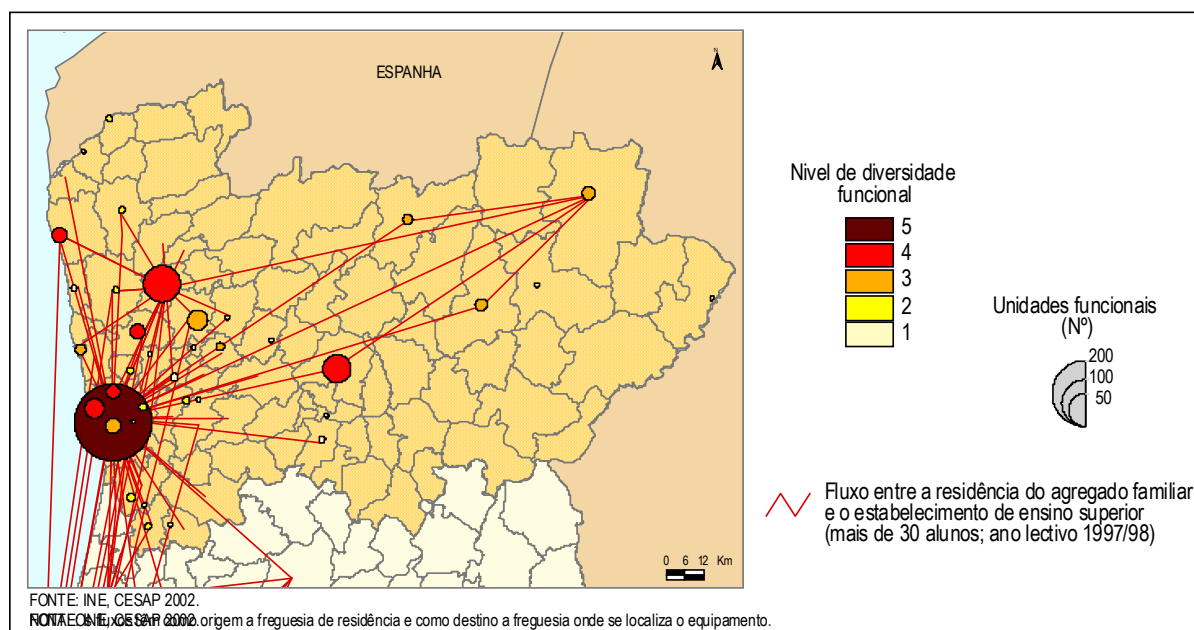 N
ESPANHA
Nivel de diversidade
funcional
5
4
3
2
1
Unidades funcionais
(Nº)
200
100
50
Fluxo entre a residência do agregado familiar
e o estabelecimento de ensino superior
(mais de 30 alunos; ano lectivo 1997/98)
0 6 12 Km
FONTE: INE, CESAP 2002.
origem a freguesia de residência e como destino a freguesia onde se localiza o equipamento.